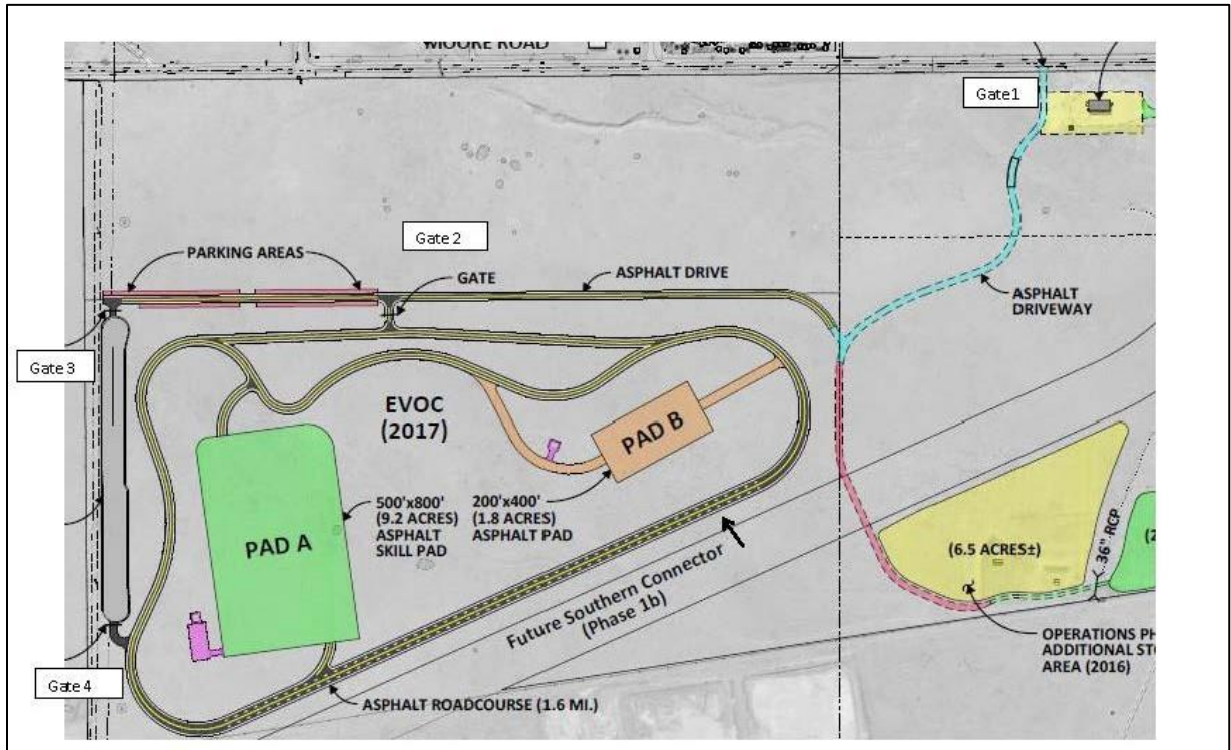 MOORE ROAD
Gate1
Gate 2
PARKING AREAS
GATE
ASPHALT DRIVE
ASPHALT
DRIVEWAY
Gate 3
EVOC
(2017)
PAD B
500'x800'
(9.2 ACRES)
ASPHALT
SKILL PAD
200'x400'
(1.8 ACRES)
ASPHALT PAD
PAD A
(6.5 ACRES±)
36" RCP
(2
Future Southern Connector
(Phase 1b)
OPERATIONS PH
ADDITIONAL STO
AREA (2016)
Gate 4
ASPHALT ROADCOURSE (1.6 MI.)